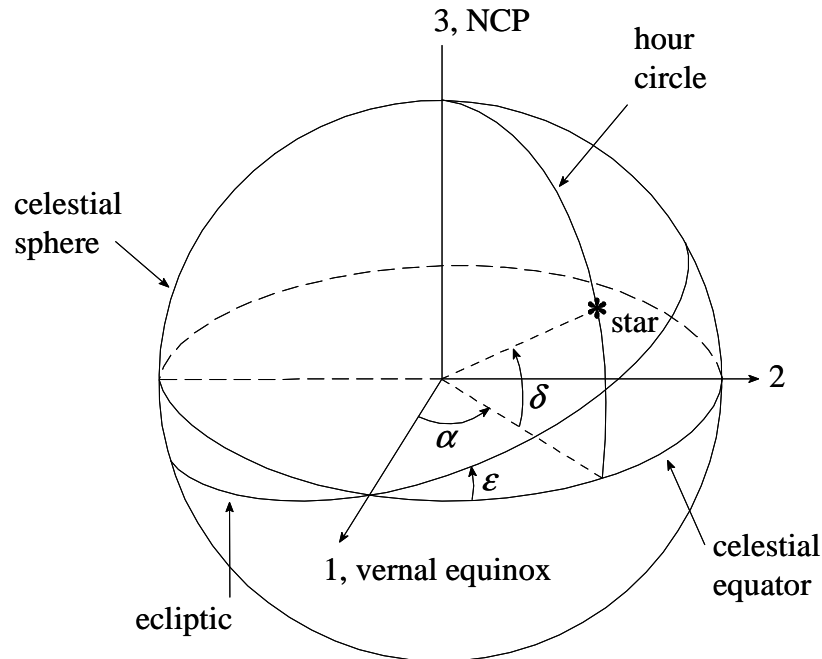 3, NCP
hour
circle
celestial
sphere
star
2
δ
α
ε
1, vernal equinox
celestial
equator
ecliptic